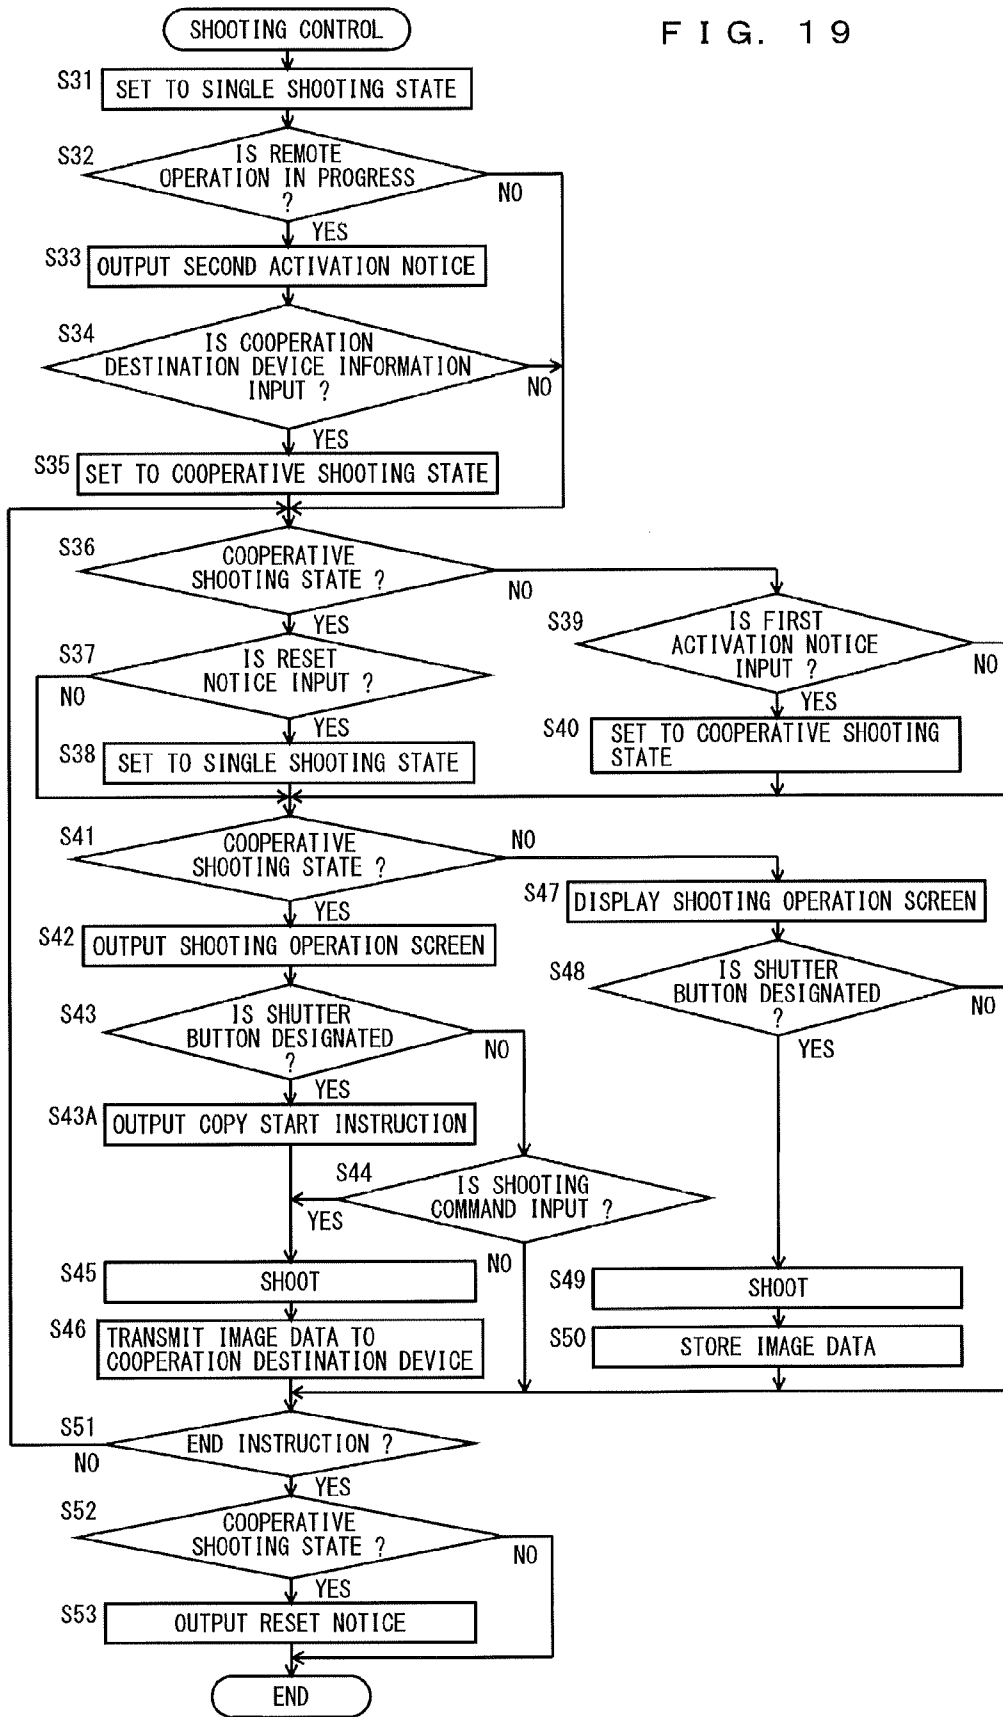 FIG. 19
SHOOTING CONTROL
S31
SET TO SINGLE SHOOTING STATE
S32
IS REMOTE
OPERATION IN PROGRESS
?
NO
YES
S33
OUTPUT SECOND ACTIVATION NOTICE
S34
IS COOPERATION
DESTINATION DEVICE INFORMATION
INPUT ?
NO
YES
S35
SET TO COOPERATIVE SHOOTING STATE
S36
COOPERATIVE
SHOOTING STATE ?
NO
YES
S37
IS RESET
NOTICE INPUT ?
NO
YES
S38
SET TO SINGLE SHOOTING STATE
S39
IS FIRST
ACTIVATION NOTICE
INPUT ?
NO
YES
S40
SET TO COOPERATIVE SHOOTING
STATE
S41
COOPERATIVE
SHOOTING STATE ?
NO
YES
S42
OUTPUT SHOOTING OPERATION SCREEN
S43
IS SHUTTER
BUTTON DESIGNATED
?
NO
YES
S43A
OUTPUT COPY START INSTRUCTION
S44
IS SHOOTING
COMMAND INPUT ?
YES
NO
S45
SHOOT
S46
TRANSMIT IMAGE DATA TO
COOPERATION DESTINATION DEVICE
S47
DISPLAY SHOOTING OPERATION SCREEN
S48
IS SHUTTER
BUTTON DESIGNATED
?
NO
YES
S49
SHOOT
S50
STORE IMAGE DATA
S51
END INSTRUCTION ?
NO
YES
S52
COOPERATIVE
SHOOTING STATE ?
NO
YES
S53
OUTPUT RESET NOTICE
END